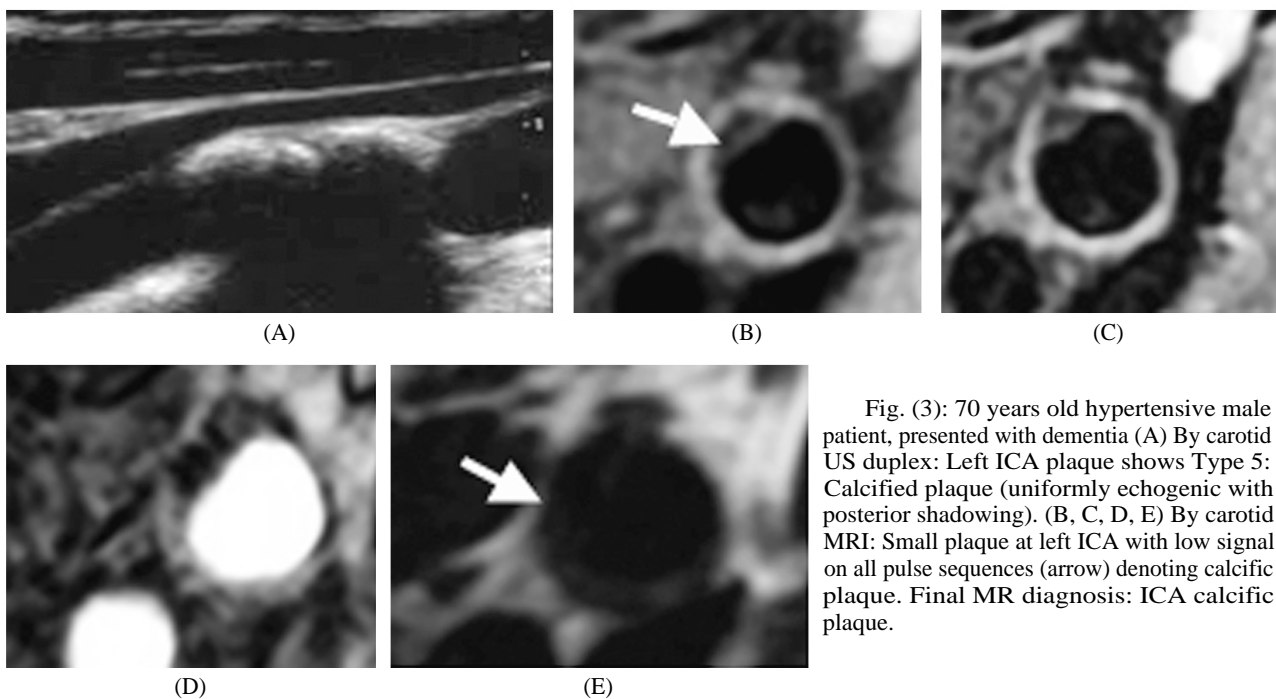 (A)
(B)
(C)
Fig. (3): 70 years old hypertensive male
patient, presented with dementia (A) By carotid
US duplex: Left ICA plaque shows Type 5:
Calcified plaque (uniformly echogenic with
posterior shadowing). (B, C, D, E) By carotid
MRI: Small plaque at left ICA with low signal
on all pulse sequences (arrow) denoting calcific
plaque. Final MR diagnosis: ICA calcific
plaque.
(D)
(E)